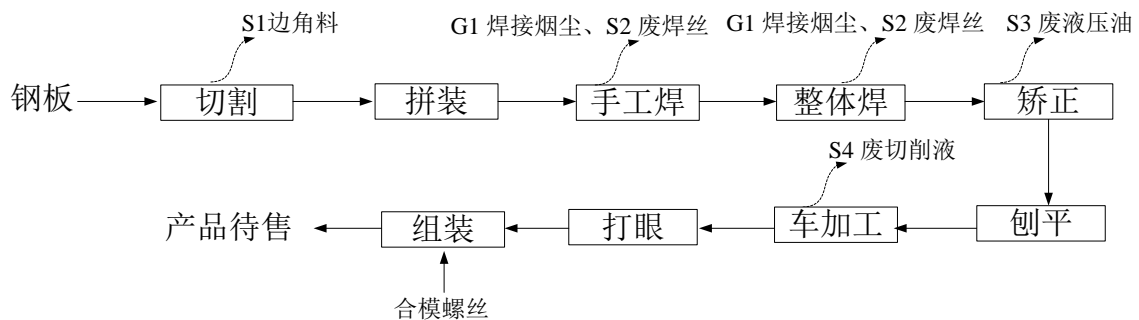 S1边角料
G1 焊接烟尘、S2 废焊丝
G1 焊接烟尘、S2 废焊丝
S3 废液压油
钢板
切割
拼装
手工焊
整体焊
矫正
S4 废切削液
产品待售
组装
打眼
车加工
刨平
合模螺丝